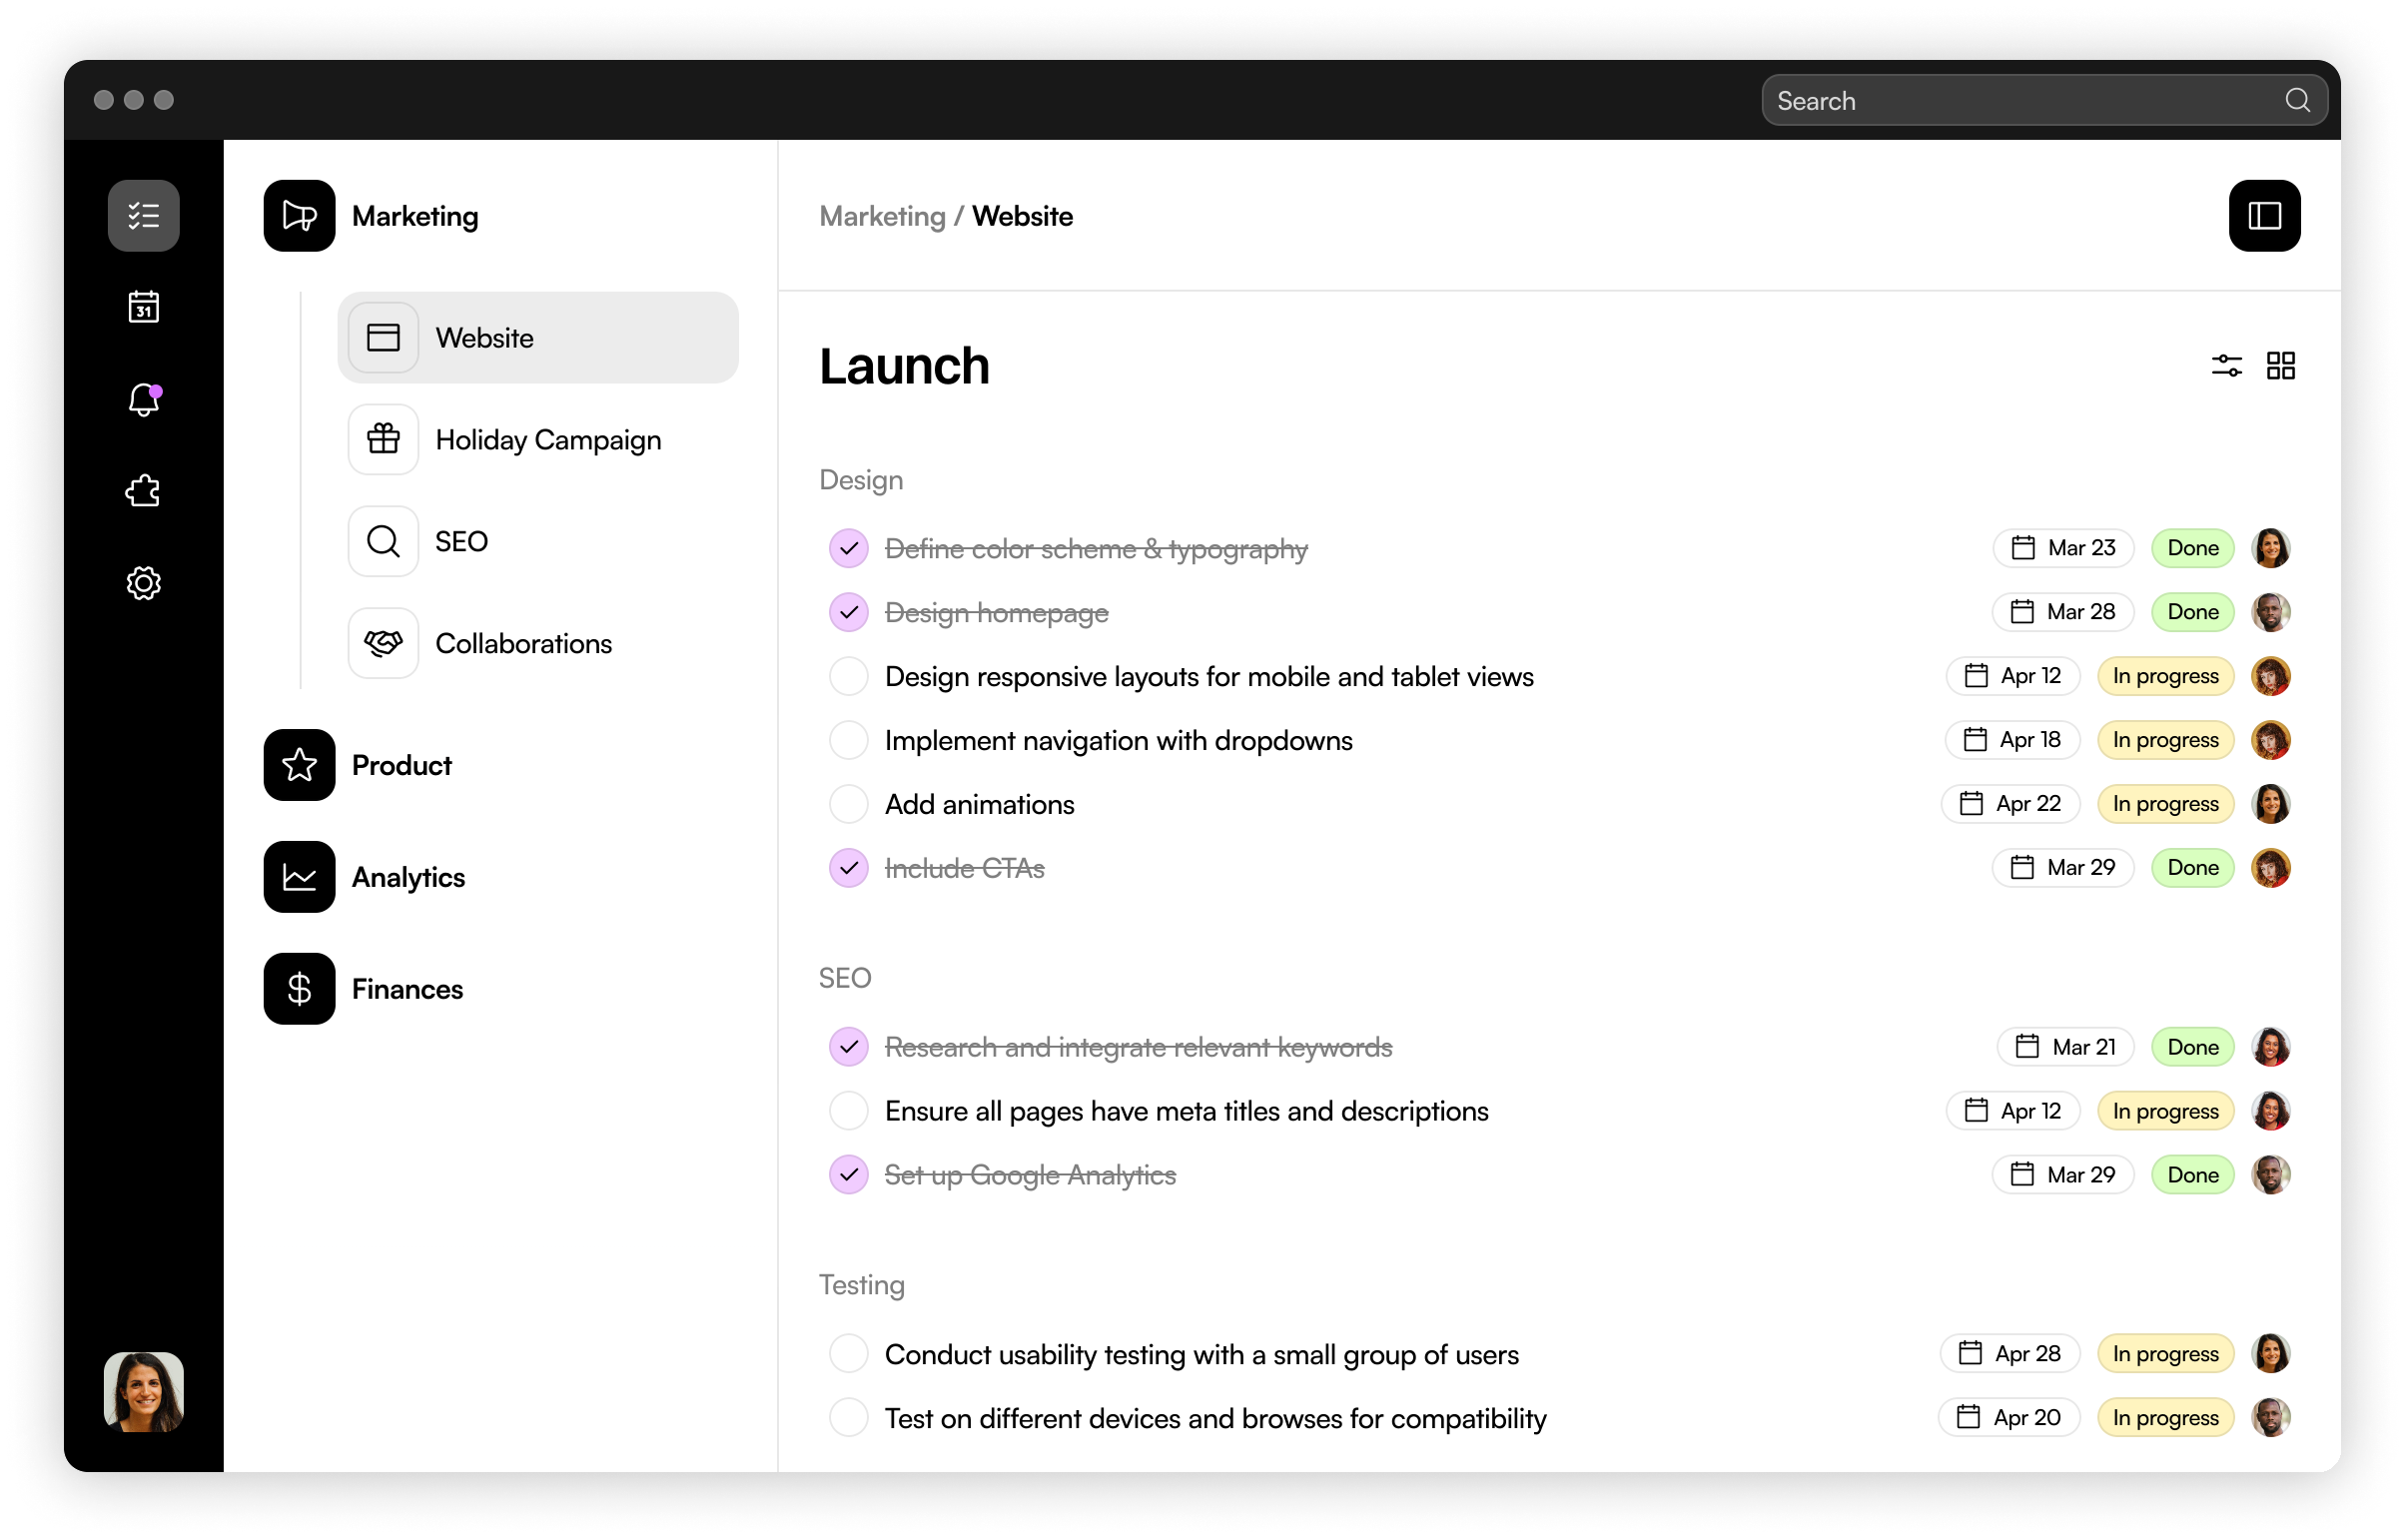 Search
31
Marketing
Website
Holiday Campaign
SEO
Collaborations
Product
Analytics
Finances
Marketing / Website
Launch
Design
Define color scheme & typography Mar 23 Done
Design homepage Mar 28 Done
Design responsive layouts for mobile and tablet views Apr 12 In progress
Implement navigation with dropdowns Apr 18 In progress
Add animations Apr 22 In progress
Include CTAs Mar 29 Done
SEO
Research and integrate relevant keywords Mar 21 Done
Ensure all pages have meta titles and descriptions Apr 12 In progress
Set up Google Analytics Mar 29 Done
Testing
Conduct usability testing with a small group of users Apr 28 In progress
Test on different devices and browses for compatibility Apr 20 In progress